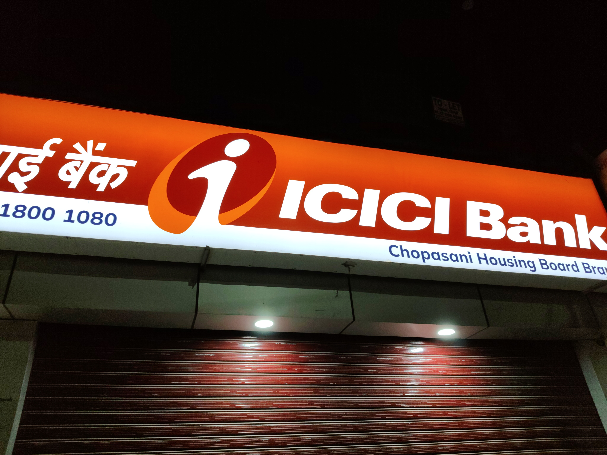 बैंक
ICICI Bank
1800 1080
Chopasani Housing Board